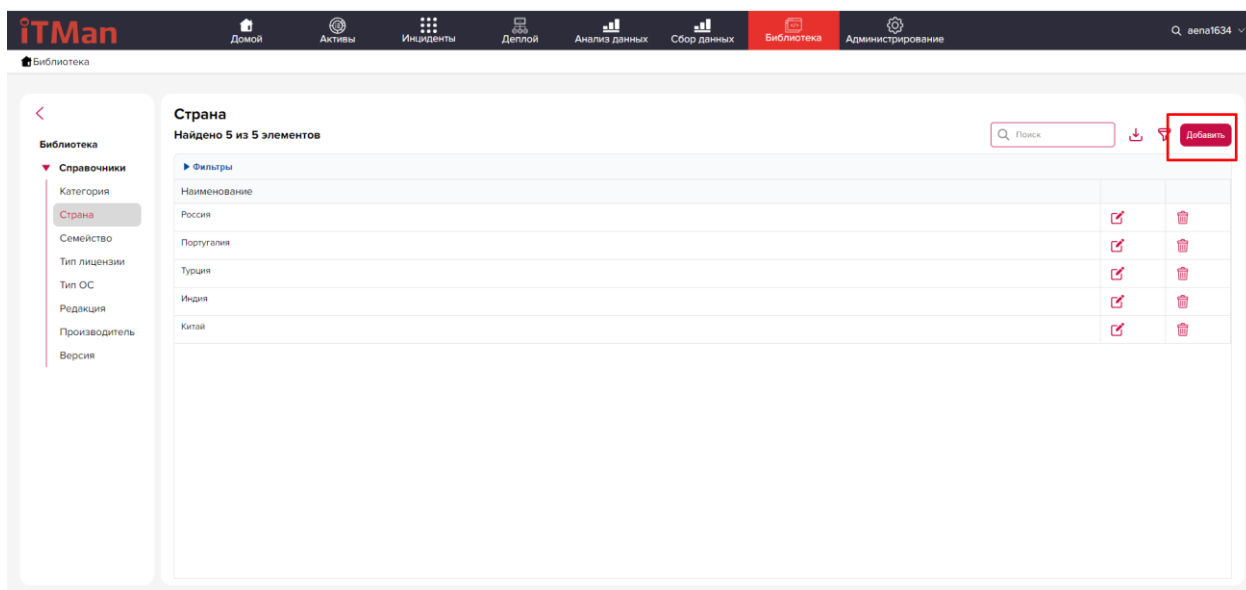 iTMan
Домой Активы Инциденты Деплой Анализ данных Сбор данных Библиотека Администрирование aena1634
Библиотека
Страна
Найдено 5 из 5 элементов
Поиск
Добавить
Библиотека
Справочники
Категория
Страна
Семейство
Тип лицензии
Тип ОС
Редакция
Производитель
Версия
Фильтры
Наименование
Россия
Португалия
Турция
Индия
Китай